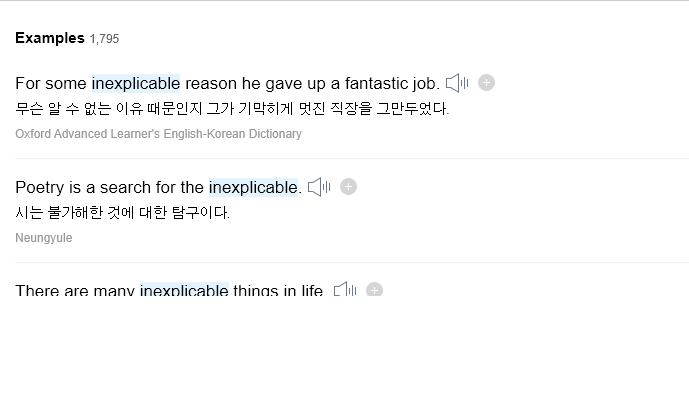 Examples 1,795
For some inexplicable reason he gave up a fantastic job.
무슨 알 수 없는 이유 때문인지 그가 기막히게 멋진 직장을 그만두었다.
Oxford Advanced Learner's English-Korean Dictionary
Poetry is a search for the inexplicable.
시는 불가해한 것에 대한 탐구이다.
Neungyule
There are many inexplicable things in life